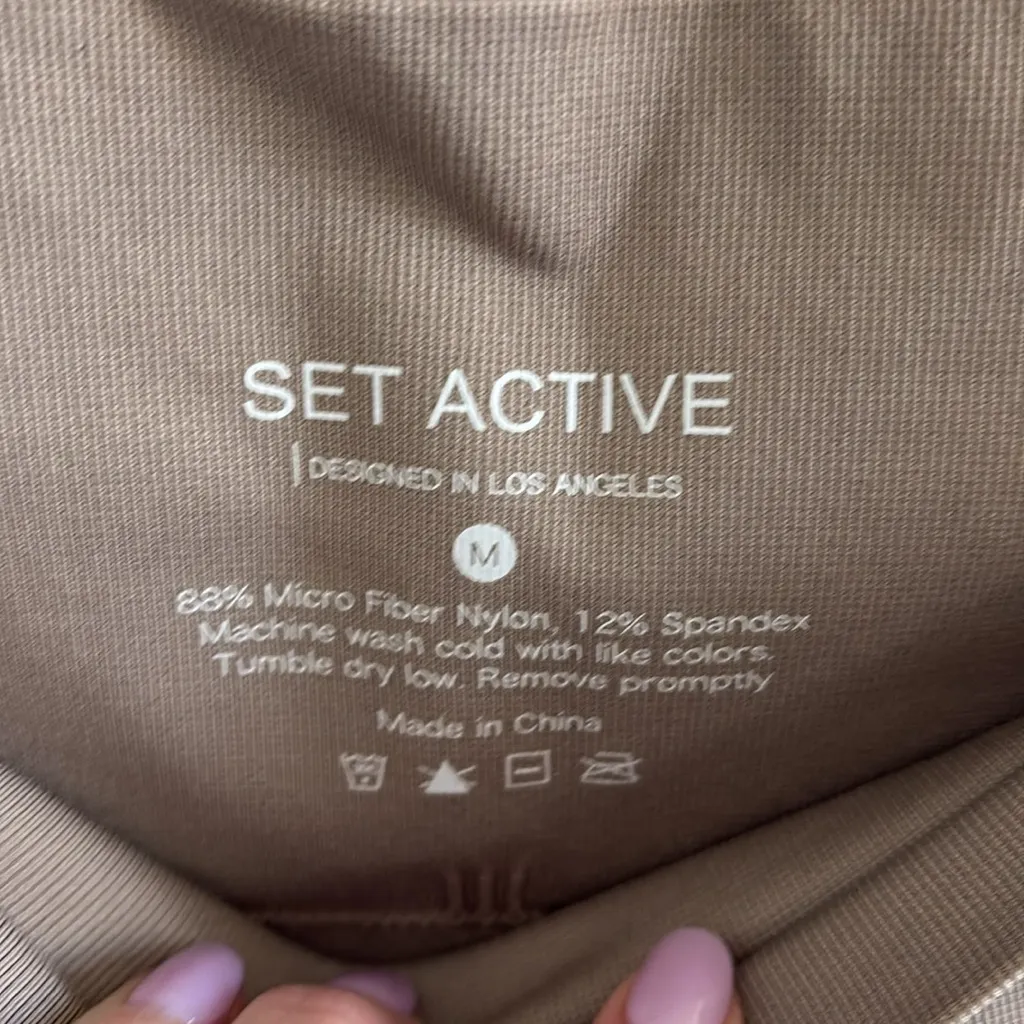 SET ACTIVE
DESIGNED IN LOS ANGELES
M
88% Micro Fiber Nylon, 12% Spandex
Machine wash cold with like colors.
Tumble dry low. Remove promptly
Made in China